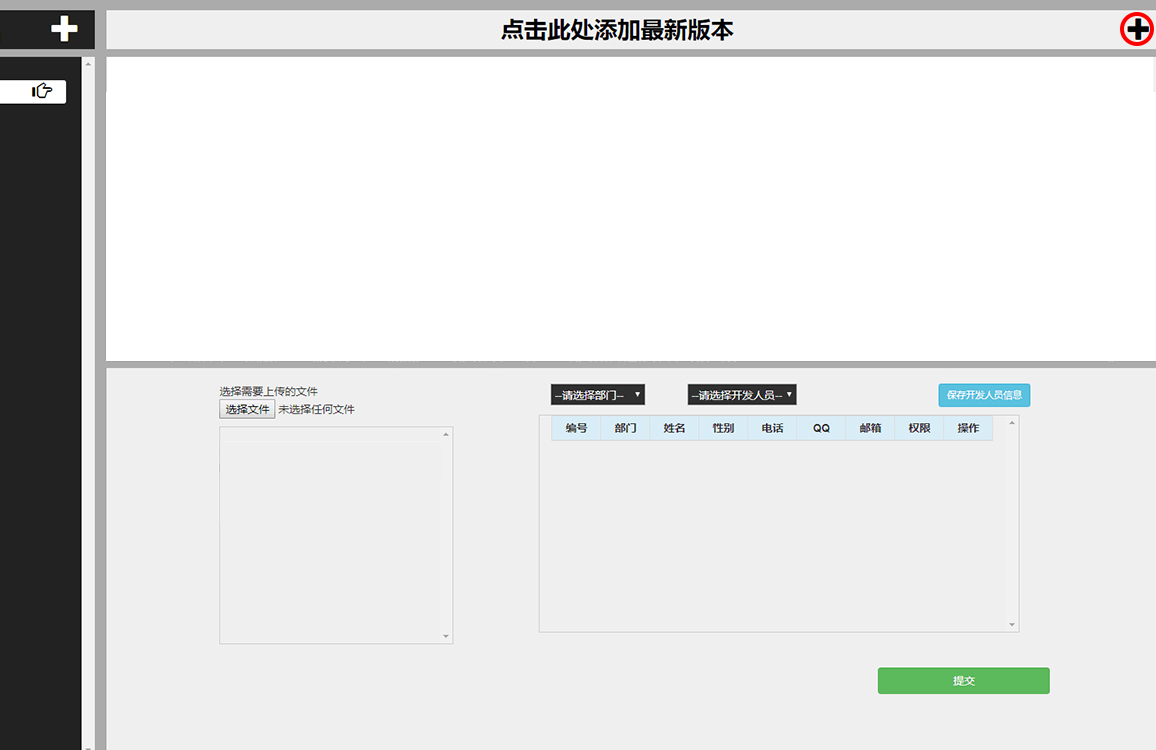 点击此处添加最新版本
选择需要上传的文件
选择文件 未选择任何文件
--请选择部门-- --请选择开发人员-- 保存开发人员信息
编号 部门 姓名 性别 电话 QQ 邮箱 权限 操作
提交